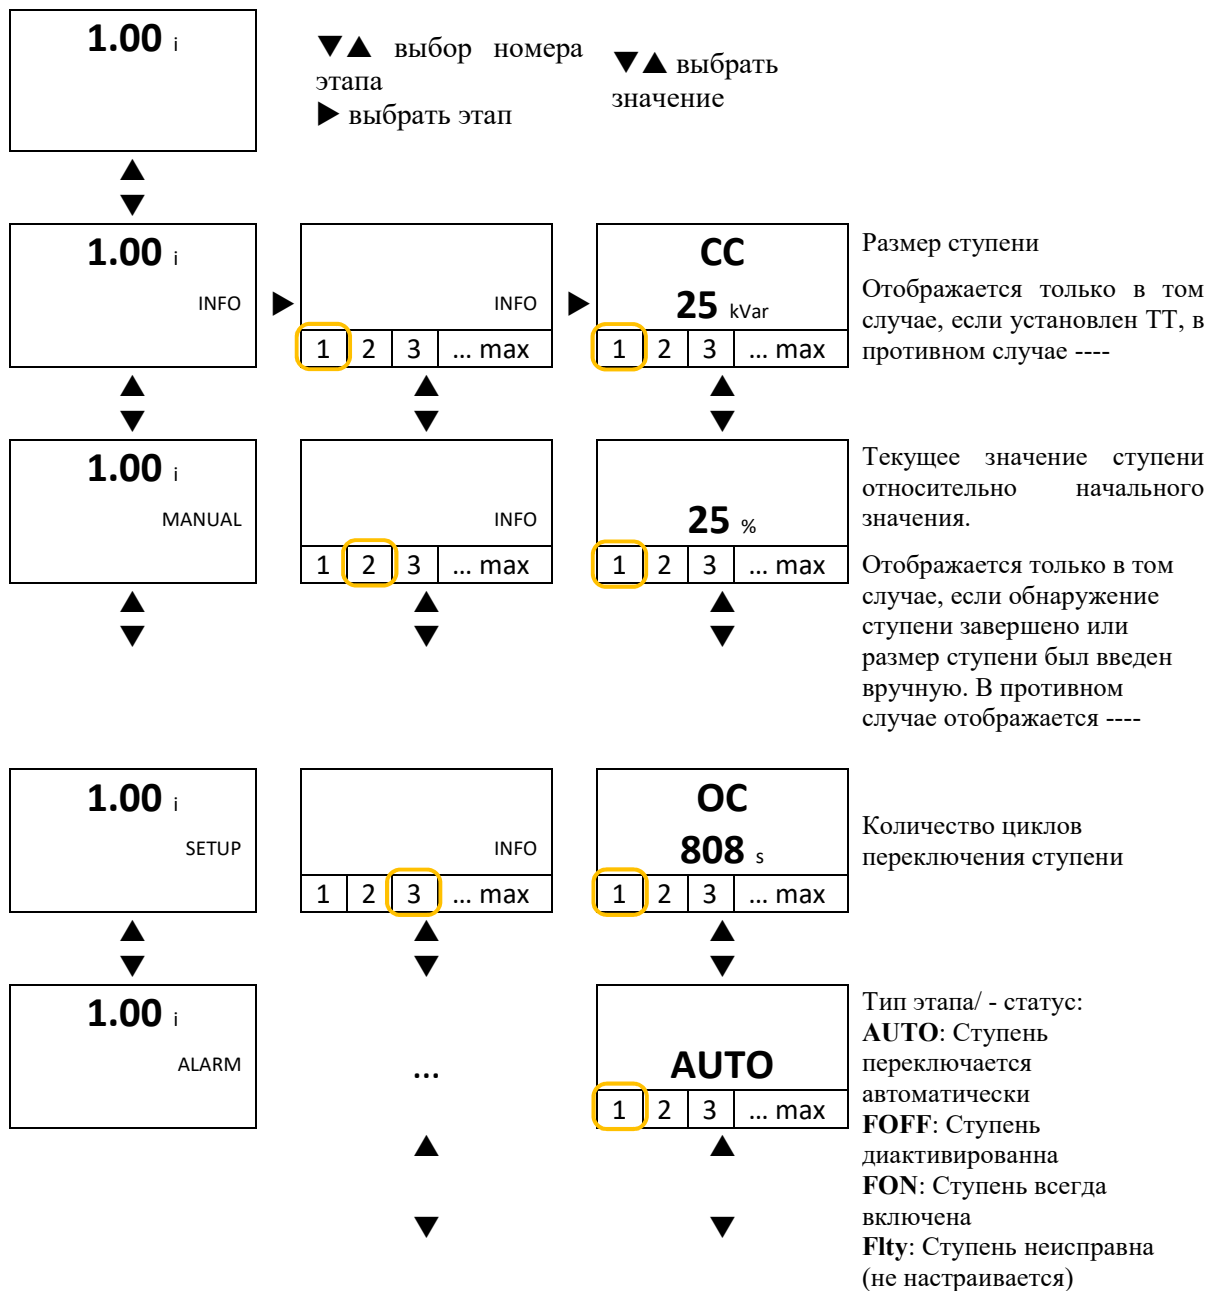 1.00 i
▼▲ выбор номера
этапа
▶ выбрать этап
▼▲ выбрать
значение
▲
▼
1.00 i
INFO
▶
INFO
1 2 3 ... max
▶
CC
25 kVar
1 2 3 ... max
Размер ступени
Отображается только в том
случае, если установлен ТТ, в
противном случае ----
▲ ▲ ▲
▼ ▼ ▼
1.00 i
MANUAL
INFO
1 2 3 ... max
25 %
1 2 3 ... max
Текущее значение ступени
относительно начального
значения.
Отображается только в том
случае, если обнаружение
ступени завершено или
размер ступени был введен
вручную. В противном
случае отображается ----
▲ ▲ ▲
▼ ▼ ▼
1.00 i
SETUP
INFO
1 2 3 ... max
OC
808 s
1 2 3 ... max
Количество циклов
переключения ступени
▲ ▲ ▲
▼ ▼ ▼
1.00 i
ALARM
...
AUTO
1 2 3 ... max
Тип этапа/ - статус:
AUTO: Ступень
переключается
автоматически
FOFF: Ступень
диактивированна
FON: Ступень всегда
включена
Flty: Ступень неисправна
(не настраивается)
▲ ▲
▼ ▼